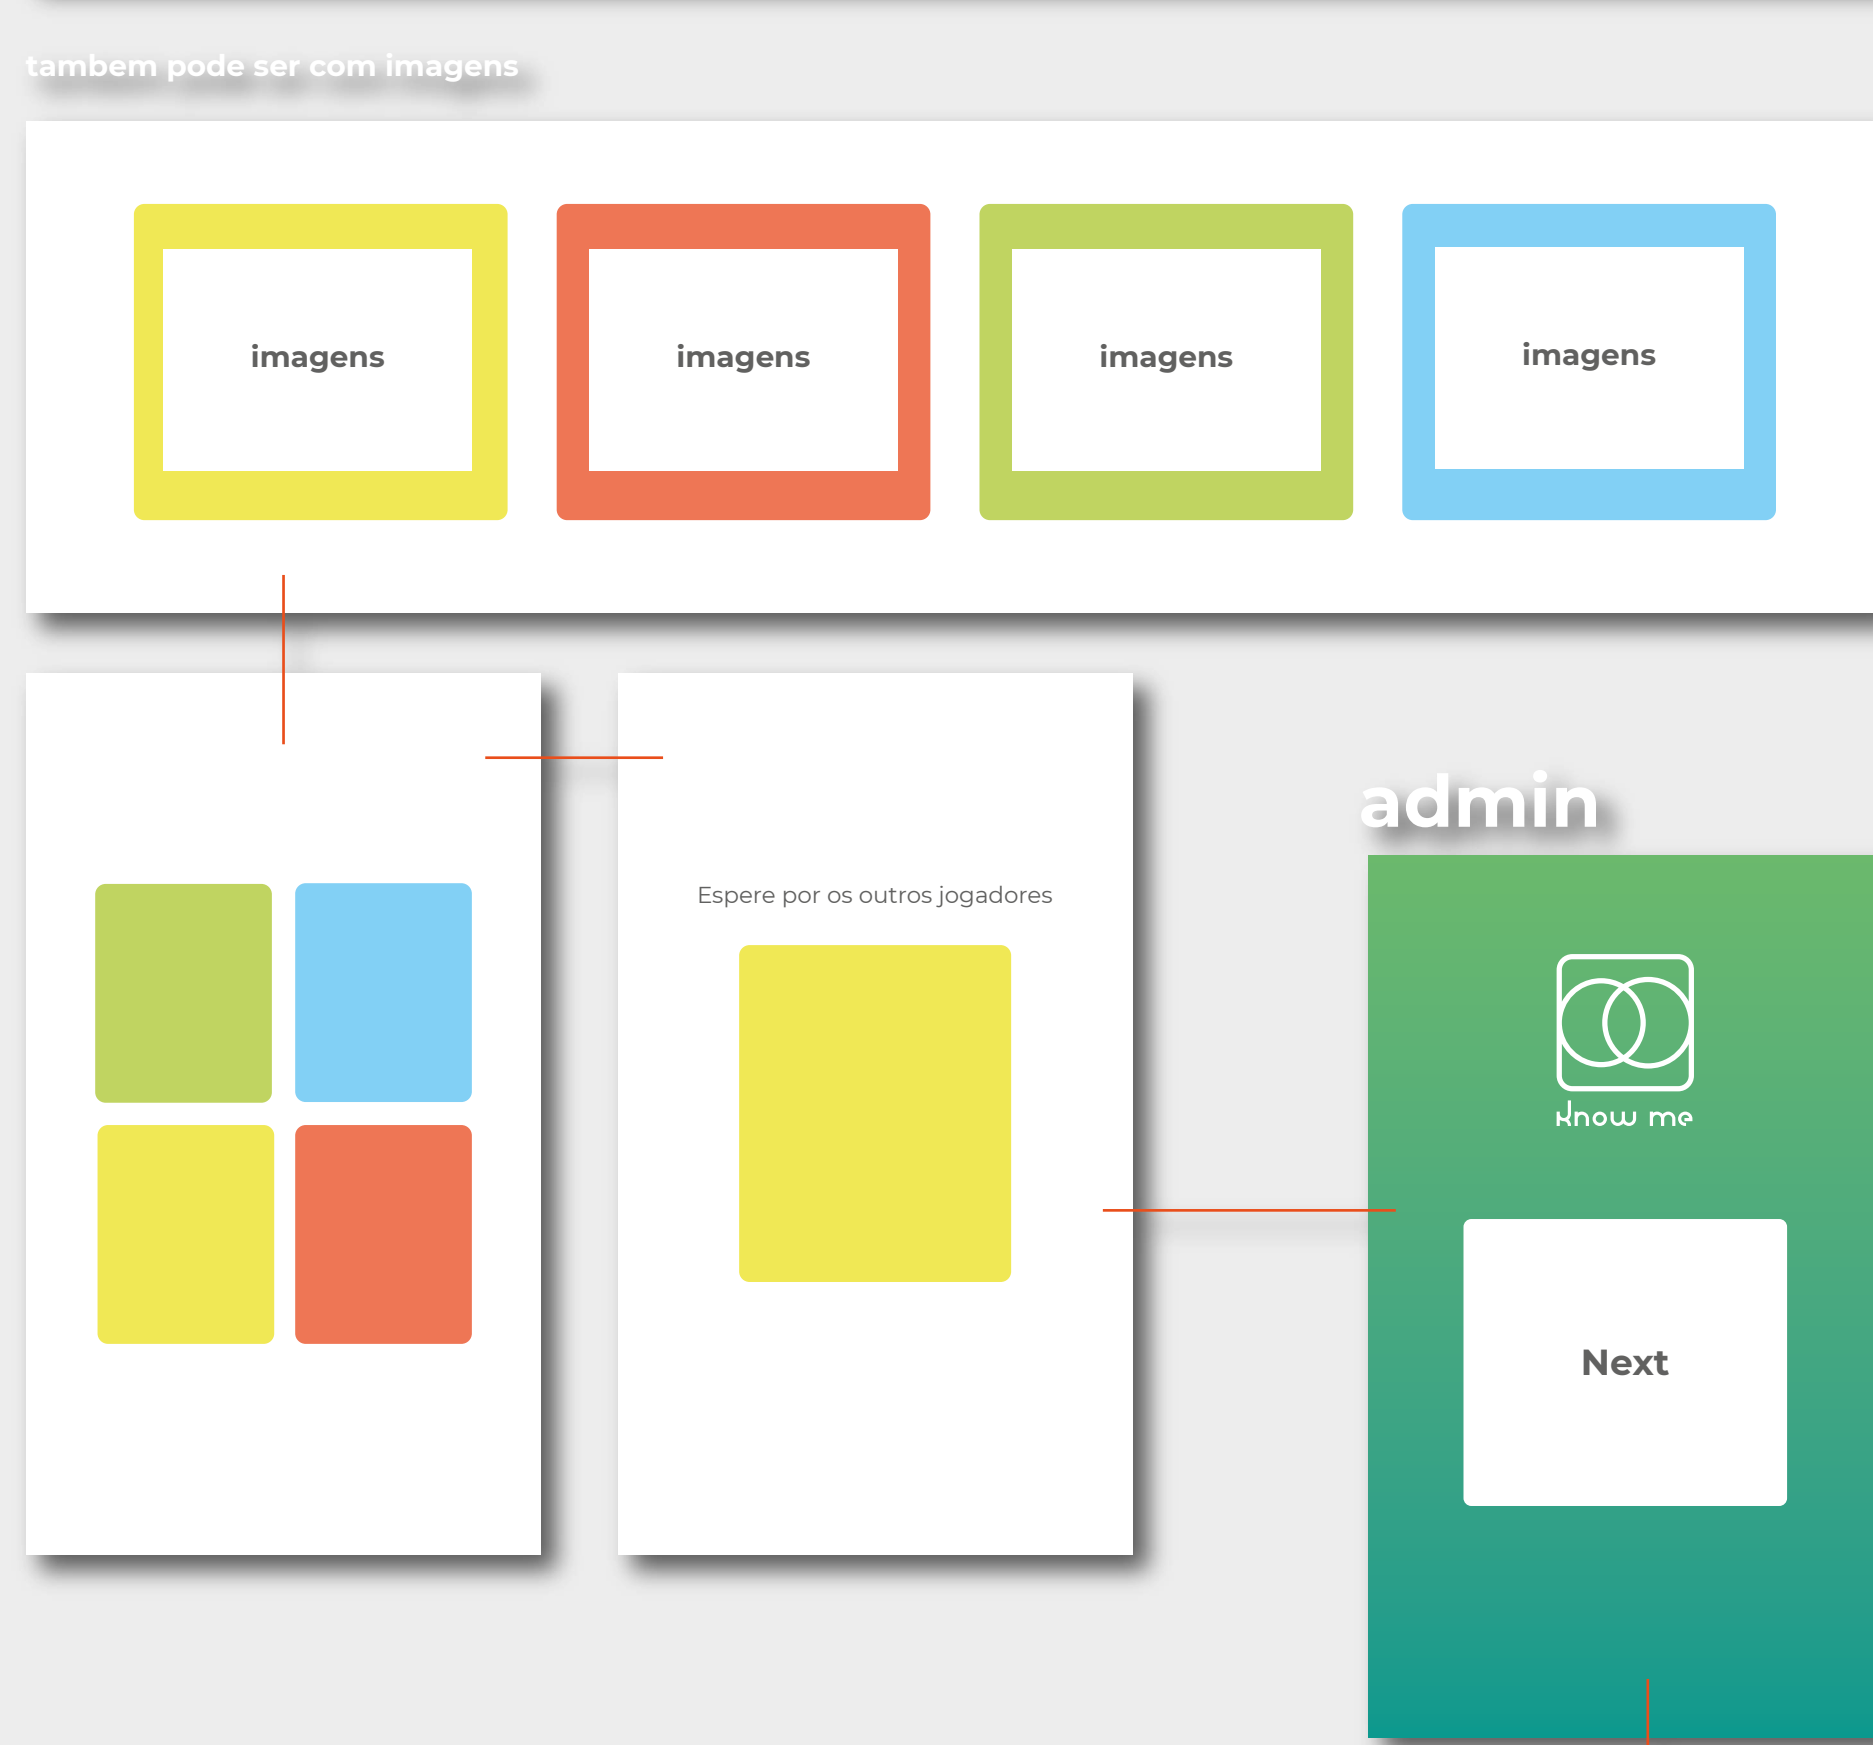 tambem pode ser com imagens
imagens
imagens
imagens
imagens
admin
Espere por os outros jogadores
know me
Next